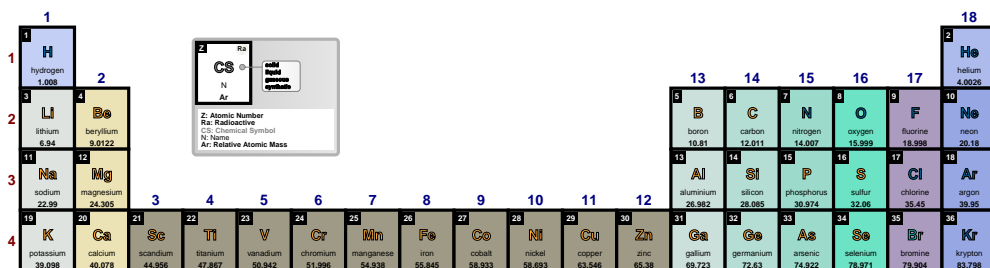 1 18
1 H hydrogen 1.008
2 He helium 4.0026
Z Ra
CS
N
Ar
solid
liquid
gaseous
synthetic
Z: Atomic Number
Ra: Radioactive
CS: Chemical Symbol
N: Name
Ar: Relative Atomic Mass
1
2 13 14 15 16 17
2
3 Li lithium 6.94
4 Be beryllium 9.0122
5 B boron 10.81
6 C carbon 12.011
7 N nitrogen 14.007
8 O oxygen 15.999
9 F fluorine 18.998
10 Ne neon 20.18
3
11 Na sodium 22.99
12 Mg magnesium 24.305
13 Al aluminium 26.982
14 Si silicon 28.085
15 P phosphorus 30.974
16 S sulfur 32.06
17 Cl chlorine 35.45
18 Ar argon 39.95
3 4 5 6 7 8 9 10 11 12
4
19 K potassium 39.098
20 Ca calcium 40.078
21 Sc scandium 44.956
22 Ti titanium 47.867
23 V vanadium 50.942
24 Cr chromium 51.996
25 Mn manganese 54.938
26 Fe iron 55.845
27 Co cobalt 58.933
28 Ni nickel 58.693
29 Cu copper 63.546
30 Zn zinc 65.38
31 Ga gallium 69.723
32 Ge germanium 72.63
33 As arsenic 74.922
34 Se selenium 78.971
35 Br bromine 79.904
36 Kr krypton 83.798